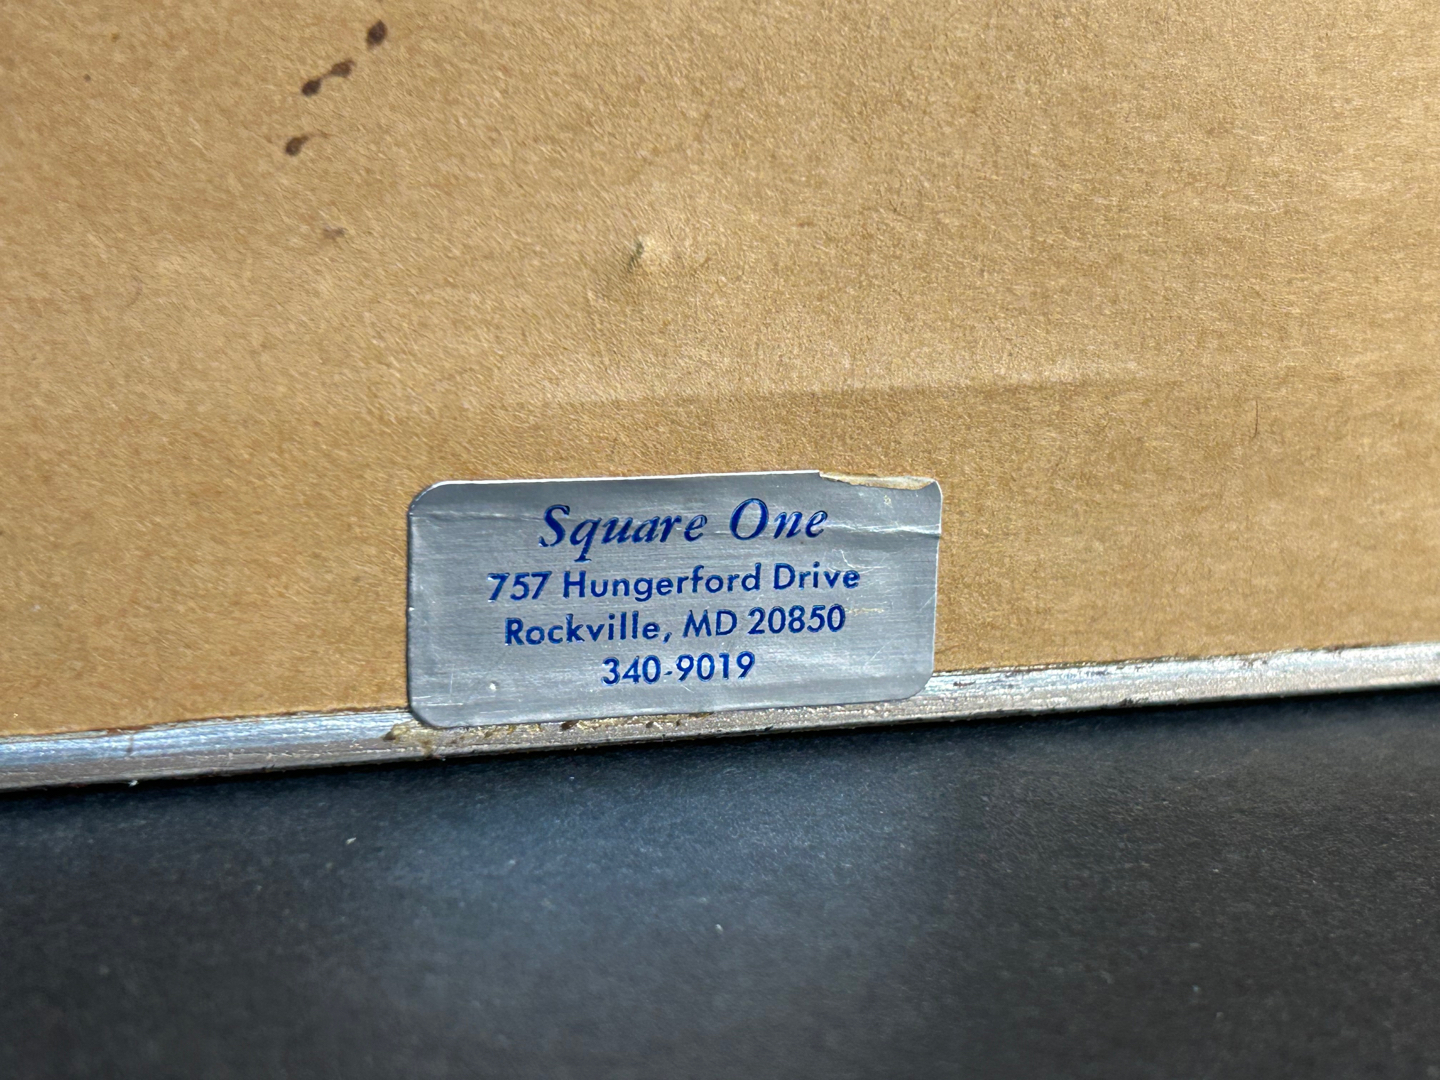 Square One
757 Hungerford Drive
Rockville, MD 20850
340-9019